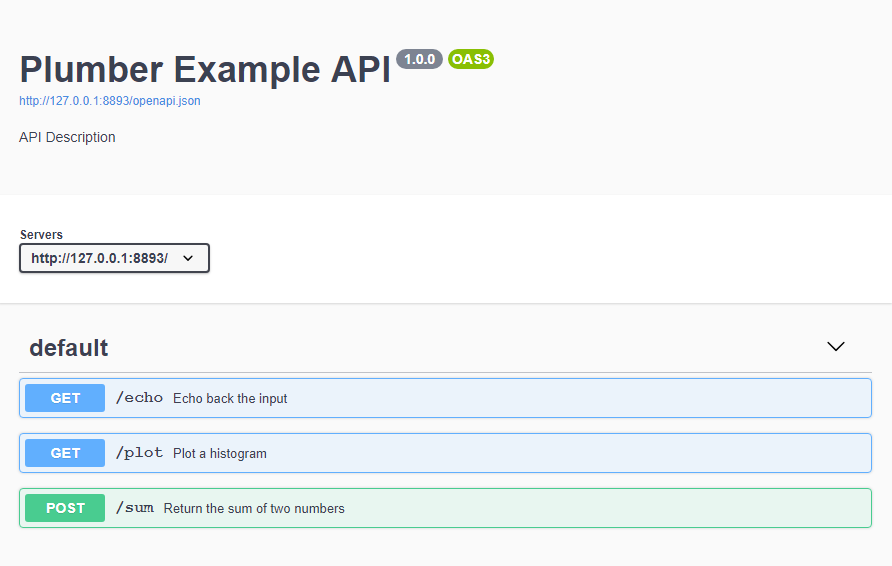 Plumber Example API 1.0.0 OAS3
http://127.0.0.1:8893/openapi.json
API Description
Servers
http://127.0.0.1:8893/
default
GET /echo Echo back the input
GET /plot Plot a histogram
POST /sum Return the sum of two numbers